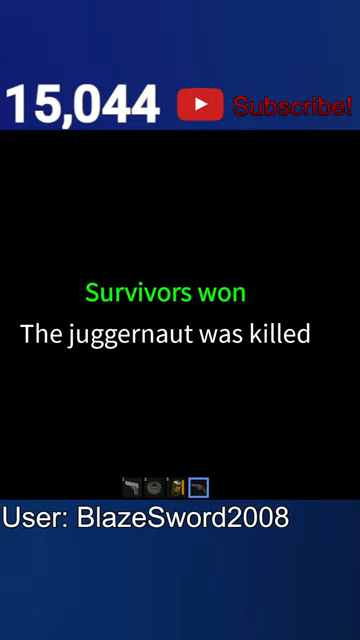 15,044 Subscribe!
Survivors won
The juggernaut was killed
User: BlazeSword2008